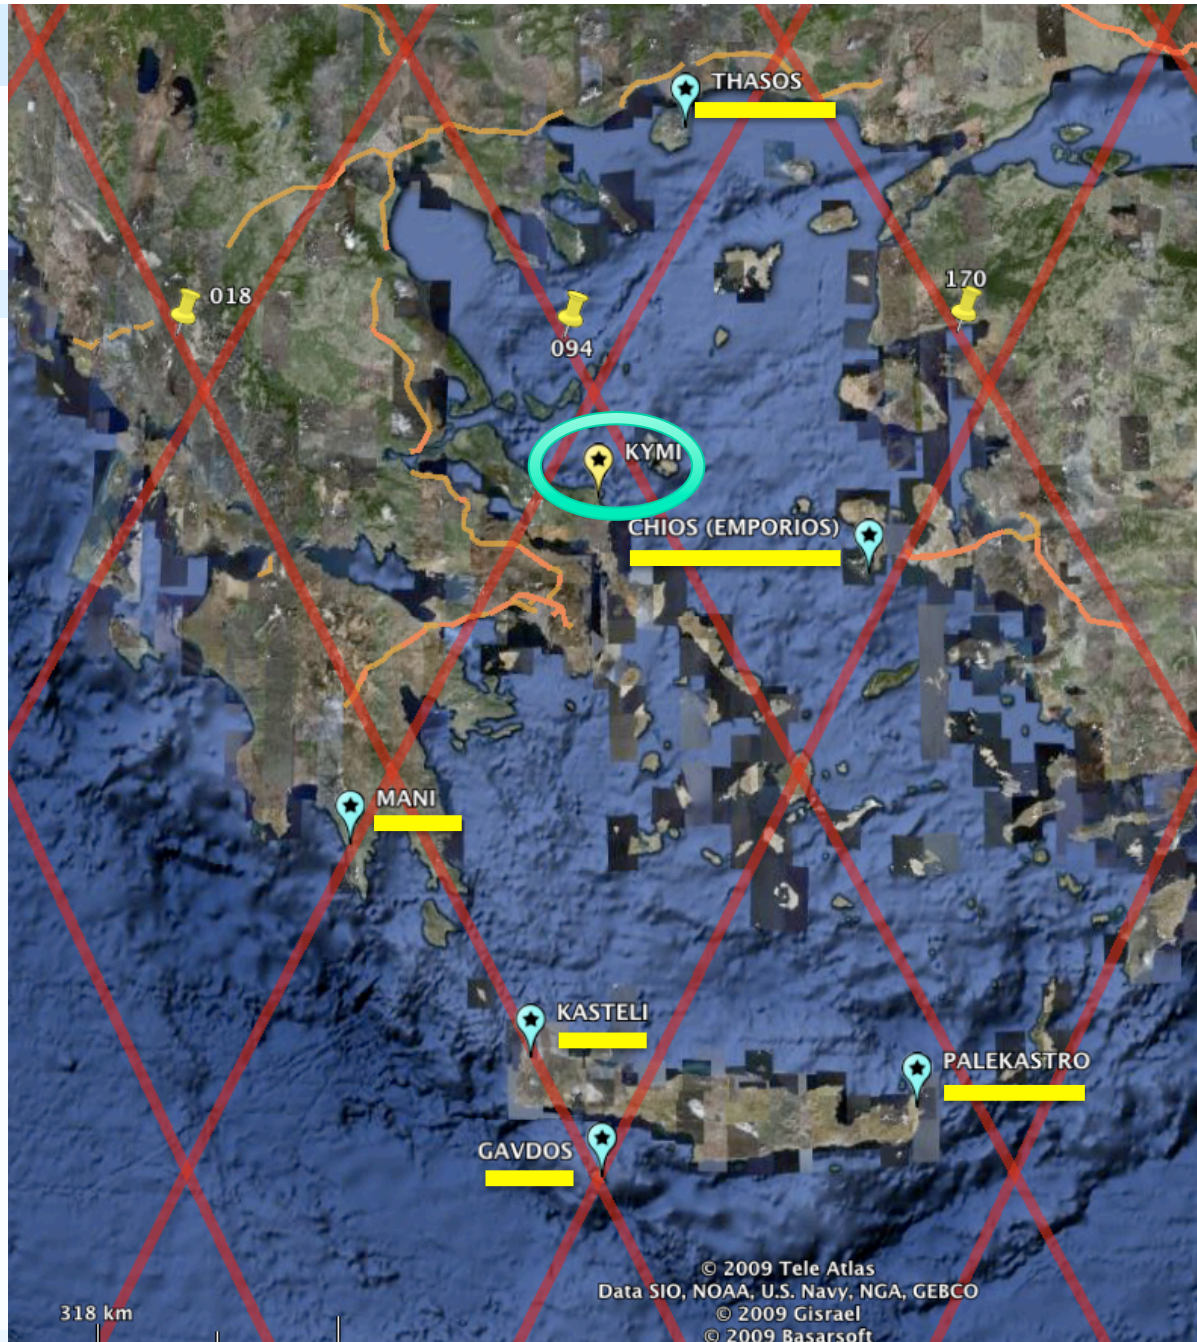 THASOS
018
170
094
KYMI
CHIOS (EMPORIOS)
MANI
KASTELI
PALEKASTRO
GAVDOS
© 2009 Tele Atlas
Data SIO, NOAA, U.S. Navy, NGA, GEBCO
© 2009 Gisrael
© 2009 Basarsoft
318 km